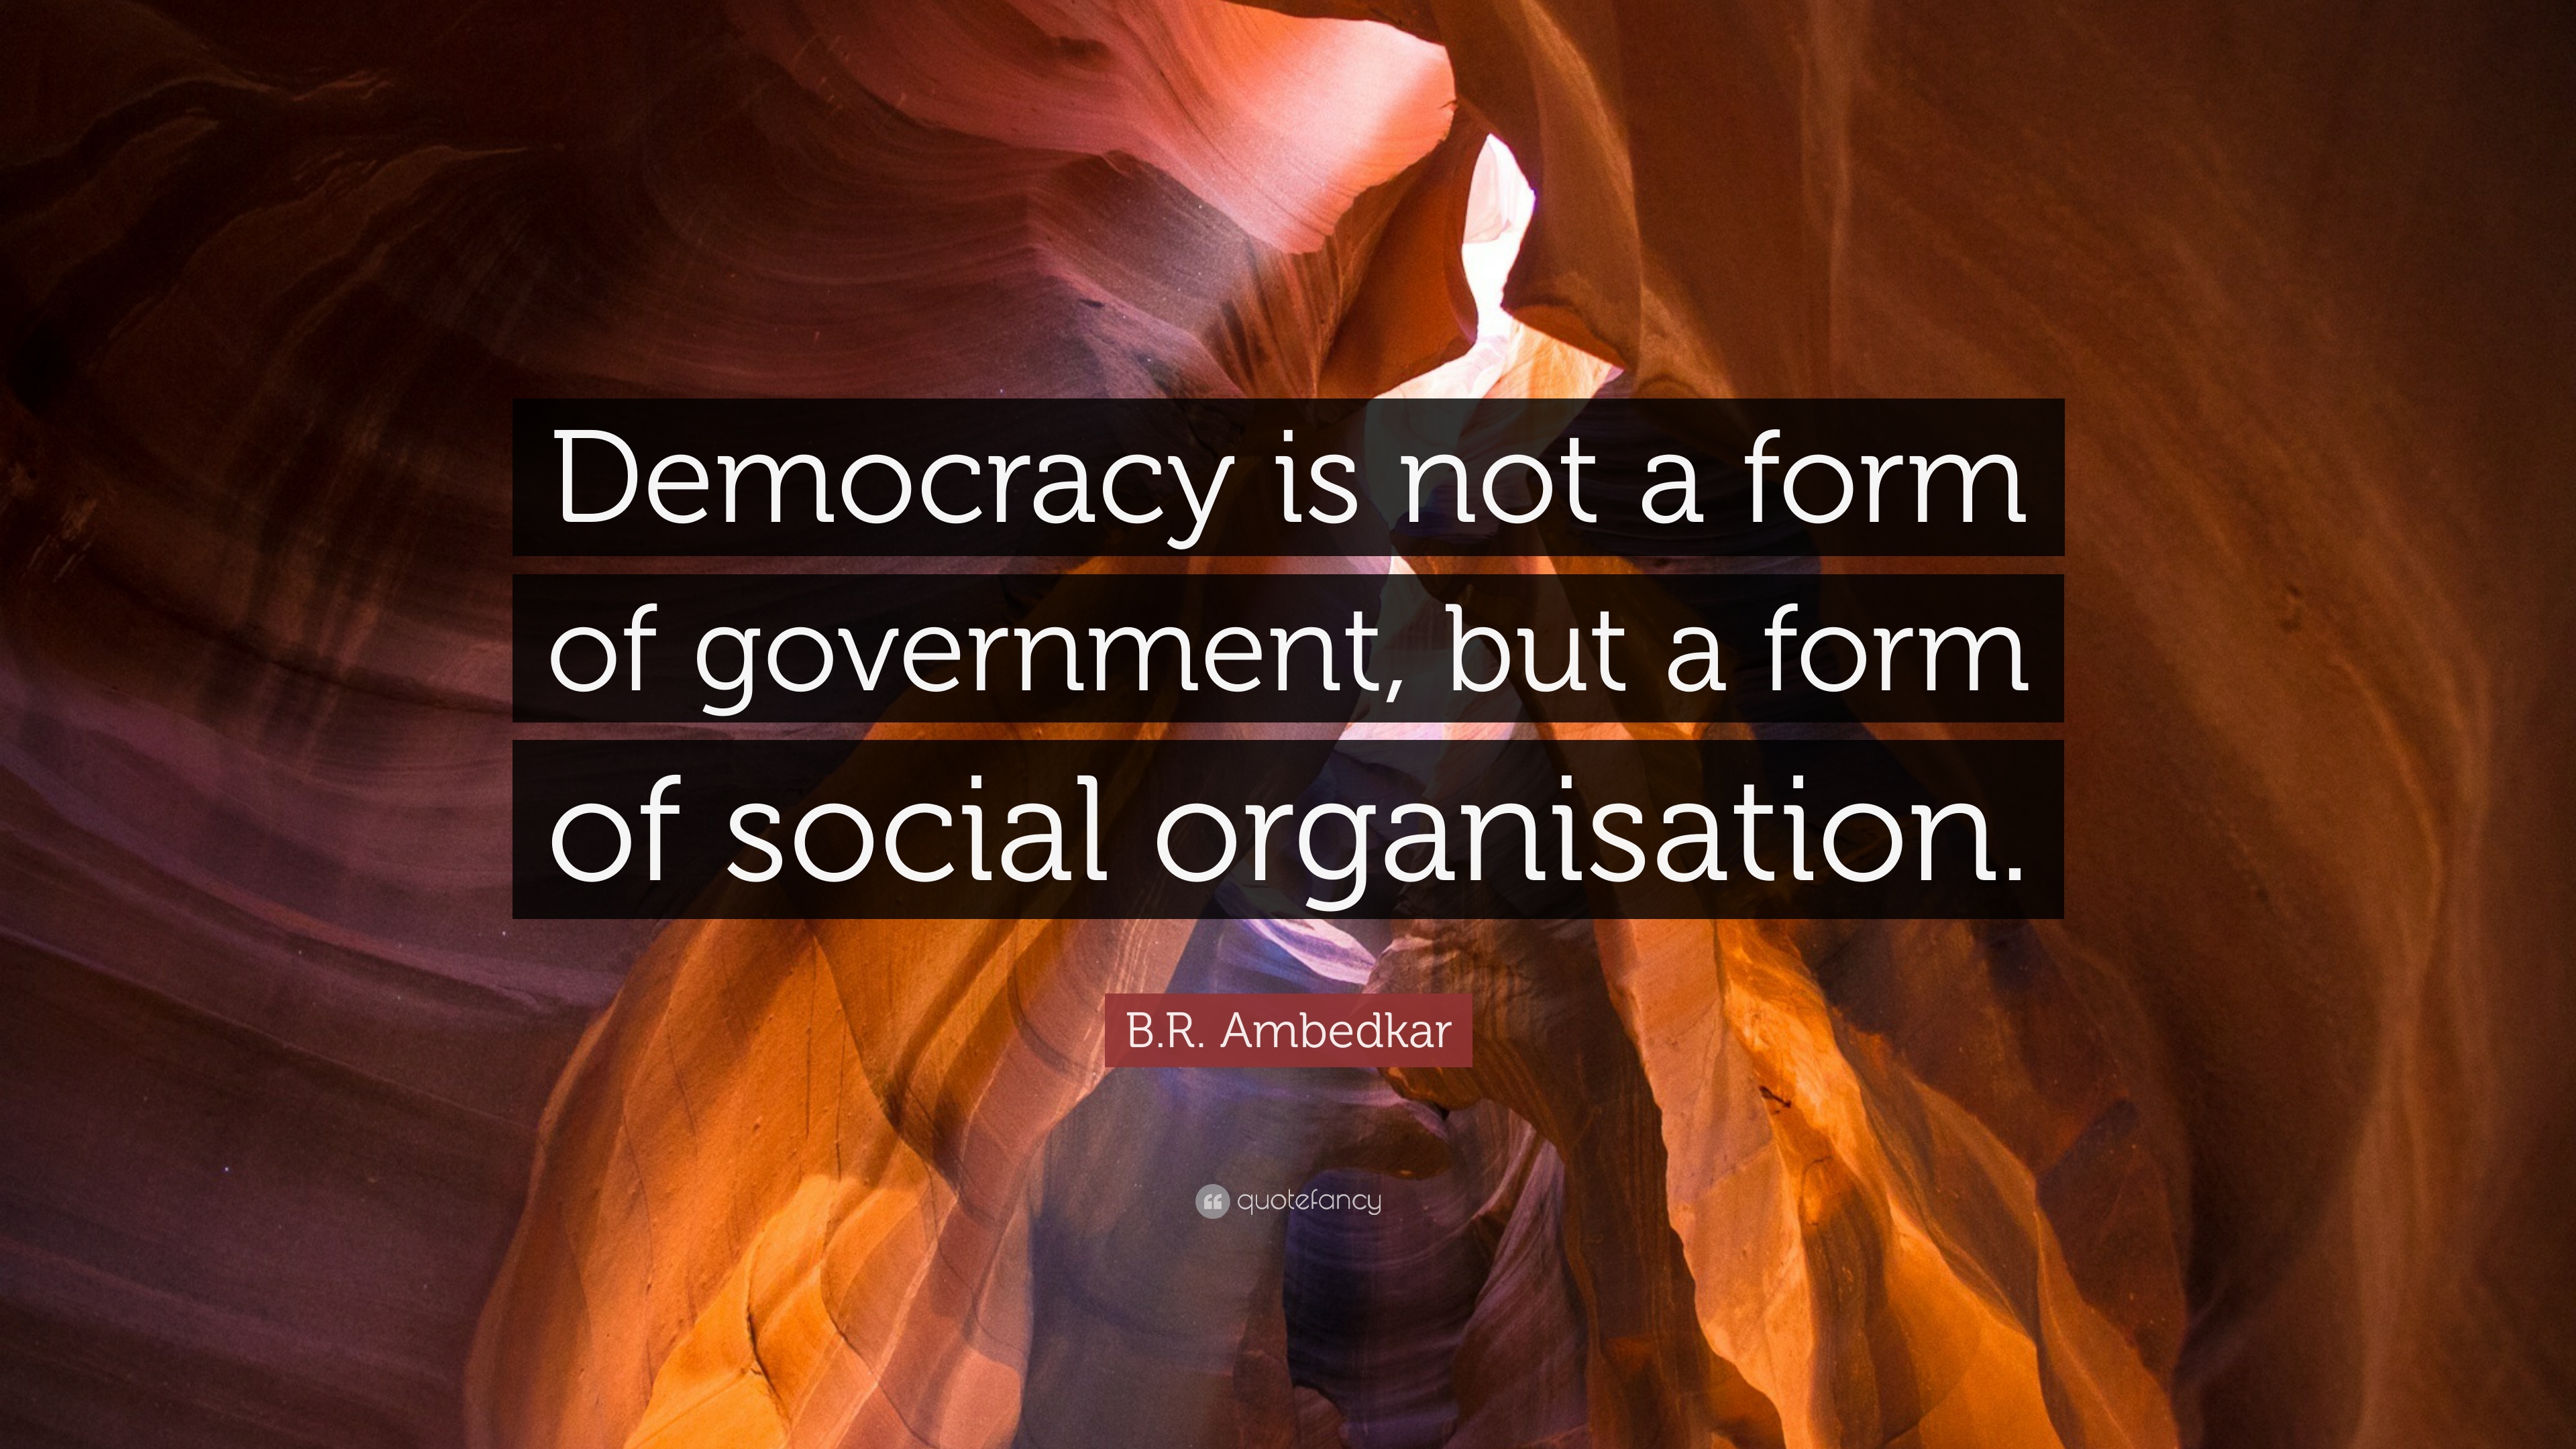 Democracy is not a form
of government, but a form
of social organisation.
B.R. Ambedkar
quotefancy